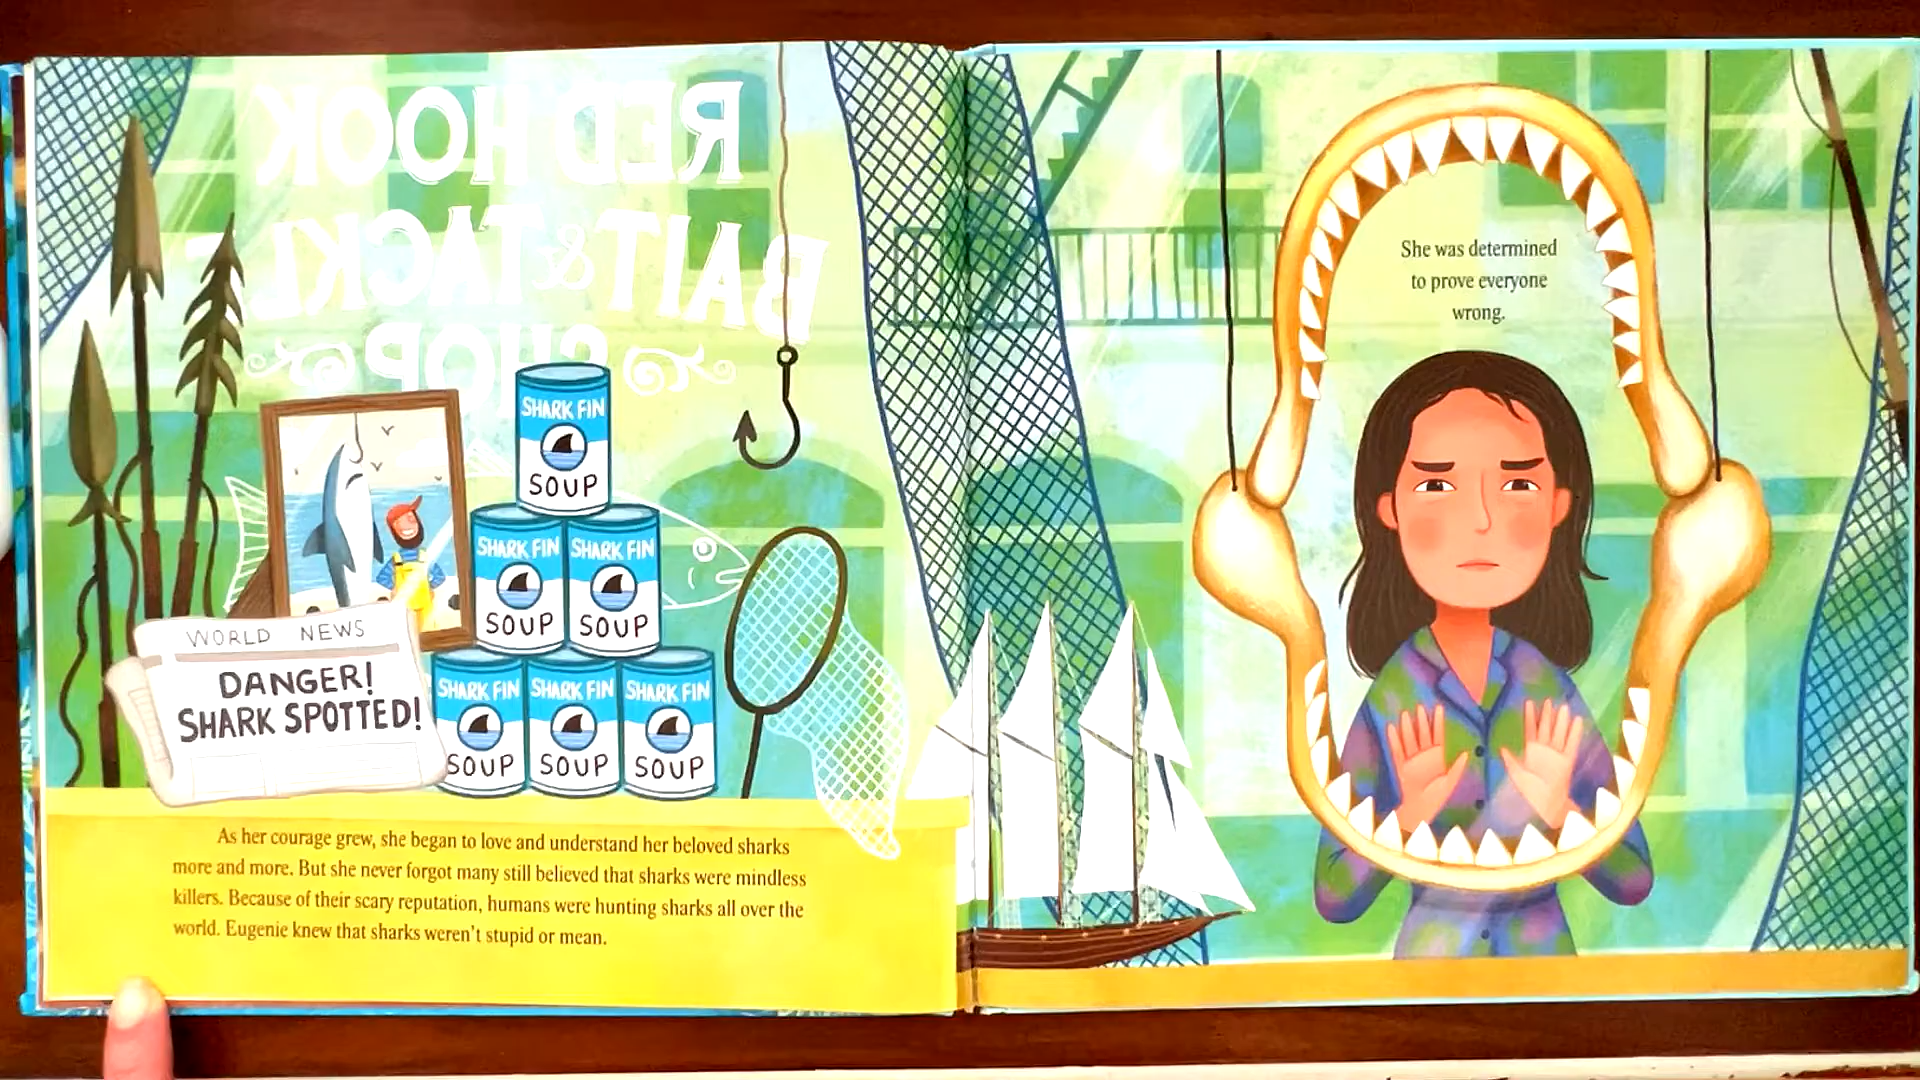 RED HOOK
BAIT & TACKLE
SHOP
SHARK FIN
SOUP
SHARK FIN
SOUP
SHARK FIN
SOUP
WORLD NEWS
DANGER!
SHARK SPOTTED!
SHARK FIN
SOUP
SHARK FIN
SOUP
SHARK FIN
SOUP
As her courage grew, she began to love and understand her beloved sharks
more and more. But she never forgot many still believed that sharks were mindless
killers. Because of their scary reputation, humans were hunting sharks all over the
world. Eugenie knew that sharks weren't stupid or mean.
She was determined
to prove everyone
wrong.